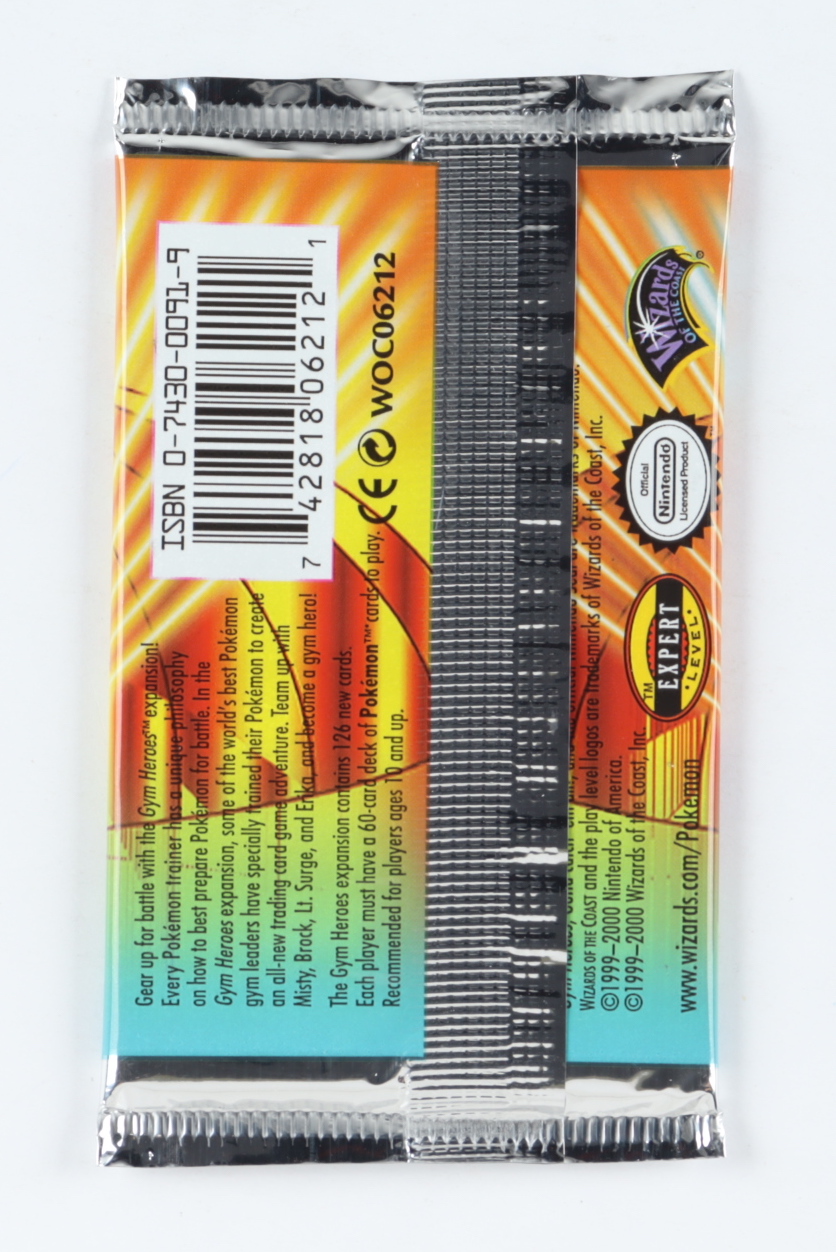 Gear up for battle with the Gym Heroes™ expansion!
Every Pokémon trainer has a unique philosophy
on how to best prepare Pokémon for battle. In the
Gym Heroes expansion, some of the world's best Pokémon
gym leaders have specially trained their Pokémon to create
an all-new trading card game adventure. Team up with
Misty, Brock, Lt. Surge, and Erika, and become a gym hero!
The Gym Heroes expansion contains 126 new cards.
Each player must have a 60-card deck of Pokémon™ cards to play.
Recommended for players ages 10 and up.
ISBN 0-7430-0091-9
7 42818 06212 1
CE WOC06212
WIZARDS OF THE COAST and the play level logos are trademarks of Wizards of the Coast, Inc.
©1999–2000 Nintendo of America.
©1999–2000 Wizards of the Coast, Inc.
www.wizards.com/Pokemon
EXPERT
LEVEL
TM
Official
Nintendo
Licensed Product
Wizards
OF THE COAST
®